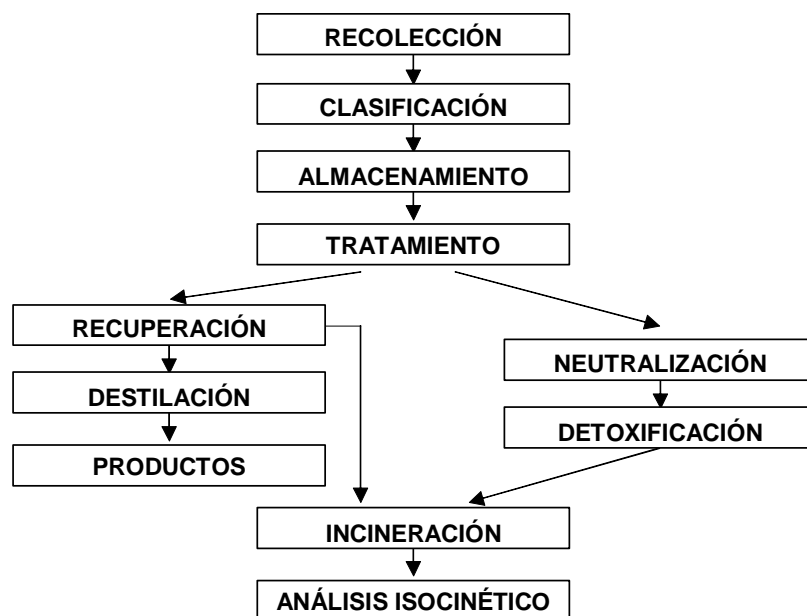 RECOLECCIÓN
CLASIFICACIÓN
ALMACENAMIENTO
TRATAMIENTO
RECUPERACIÓN
DESTILACIÓN
PRODUCTOS
NEUTRALIZACIÓN
DETOXIFICACIÓN
INCINERACIÓN
ANÁLISIS ISOCINÉTICO